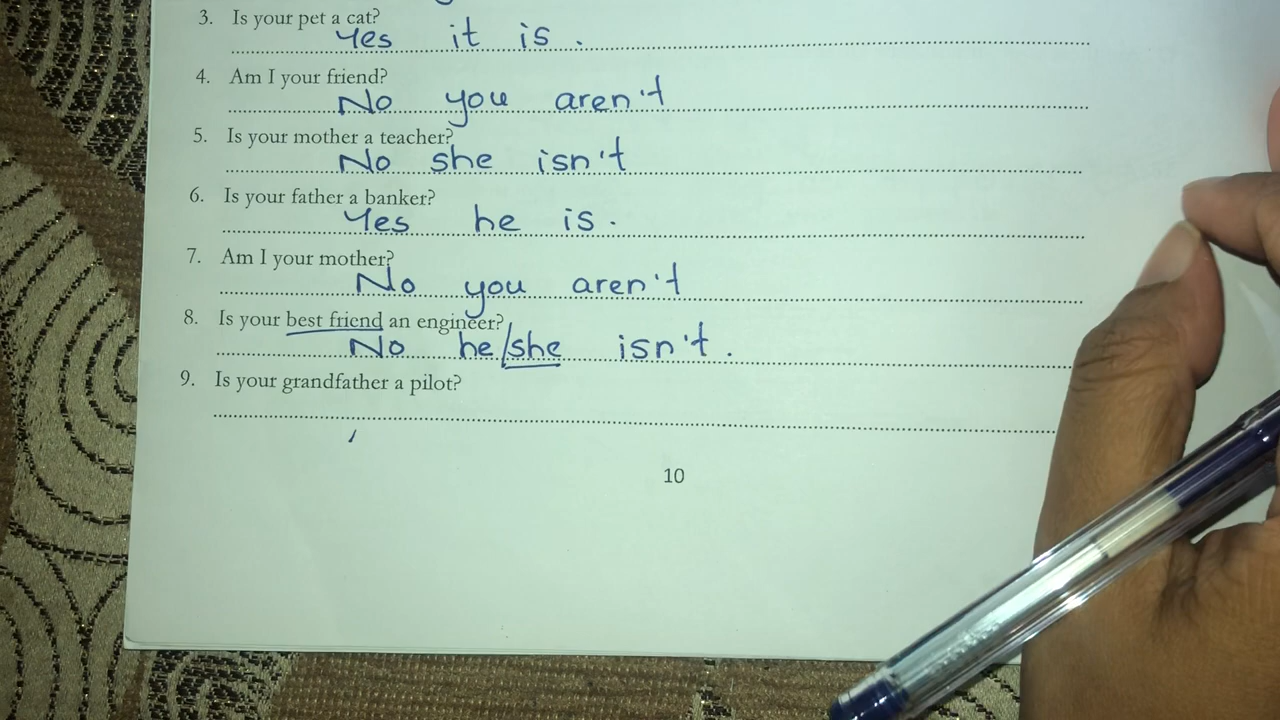 3. Is your pet a cat?
Yes it is.
4. Am I your friend?
No you aren't
5. Is your mother a teacher?
No she isn't
6. Is your father a banker?
Yes he is.
7. Am I your mother?
No you aren't
8. Is your best friend an engineer?
No he/she isn't.
9. Is your grandfather a pilot?
10